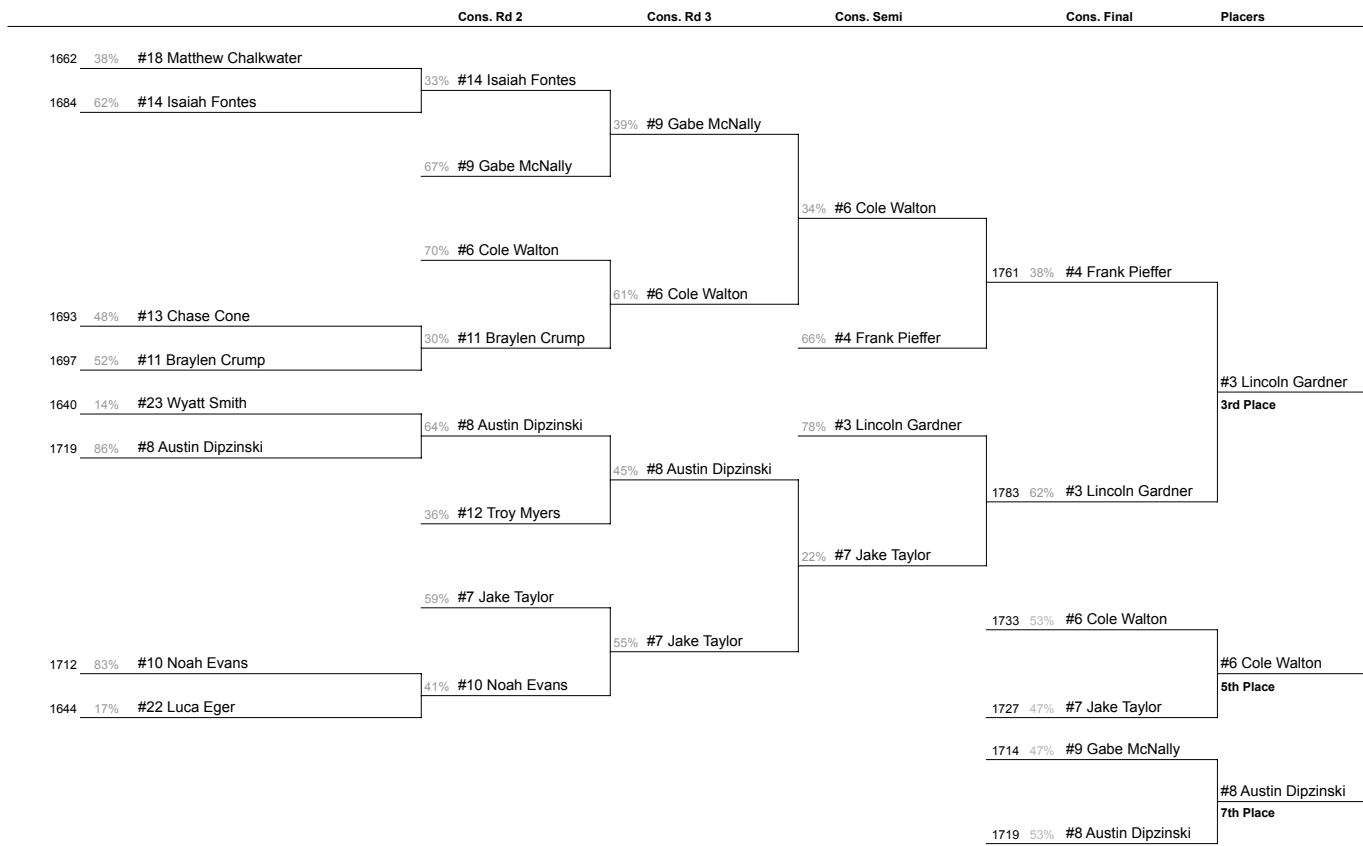 Cons. Rd 2 Cons. Rd 3 Cons. Semi Cons. Final Placers
1662 38% #18 Matthew Chalkwater
33% #14 Isaiah Fontes
1684 62% #14 Isaiah Fontes
39% #9 Gabe McNally
67% #9 Gabe McNally
34% #6 Cole Walton
70% #6 Cole Walton
1761 38% #4 Frank Pieffer
61% #6 Cole Walton
1693 48% #13 Chase Cone
30% #11 Braylen Crump
66% #4 Frank Pieffer
1697 52% #11 Braylen Crump
#3 Lincoln Gardner
1640 14% #23 Wyatt Smith
3rd Place
64% #8 Austin Dipzinski
78% #3 Lincoln Gardner
1719 86% #8 Austin Dipzinski
45% #8 Austin Dipzinski
1783 62% #3 Lincoln Gardner
36% #12 Troy Myers
22% #7 Jake Taylor
59% #7 Jake Taylor
1733 53% #6 Cole Walton
55% #7 Jake Taylor
1712 83% #10 Noah Evans
#6 Cole Walton
41% #10 Noah Evans
5th Place
1644 17% #22 Luca Eger
1727 47% #7 Jake Taylor
1714 47% #9 Gabe McNally
#8 Austin Dipzinski
7th Place
1719 53% #8 Austin Dipzinski